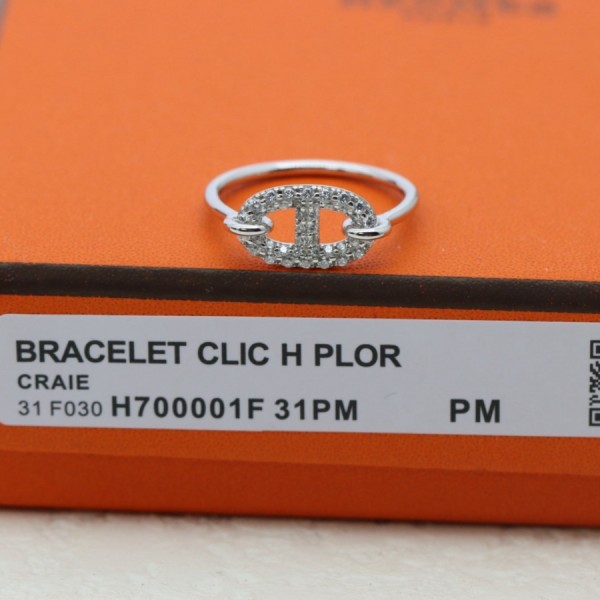 BRACELET CLIC H PLOR
CRAIE
31 F030 H700001F 31PM PM